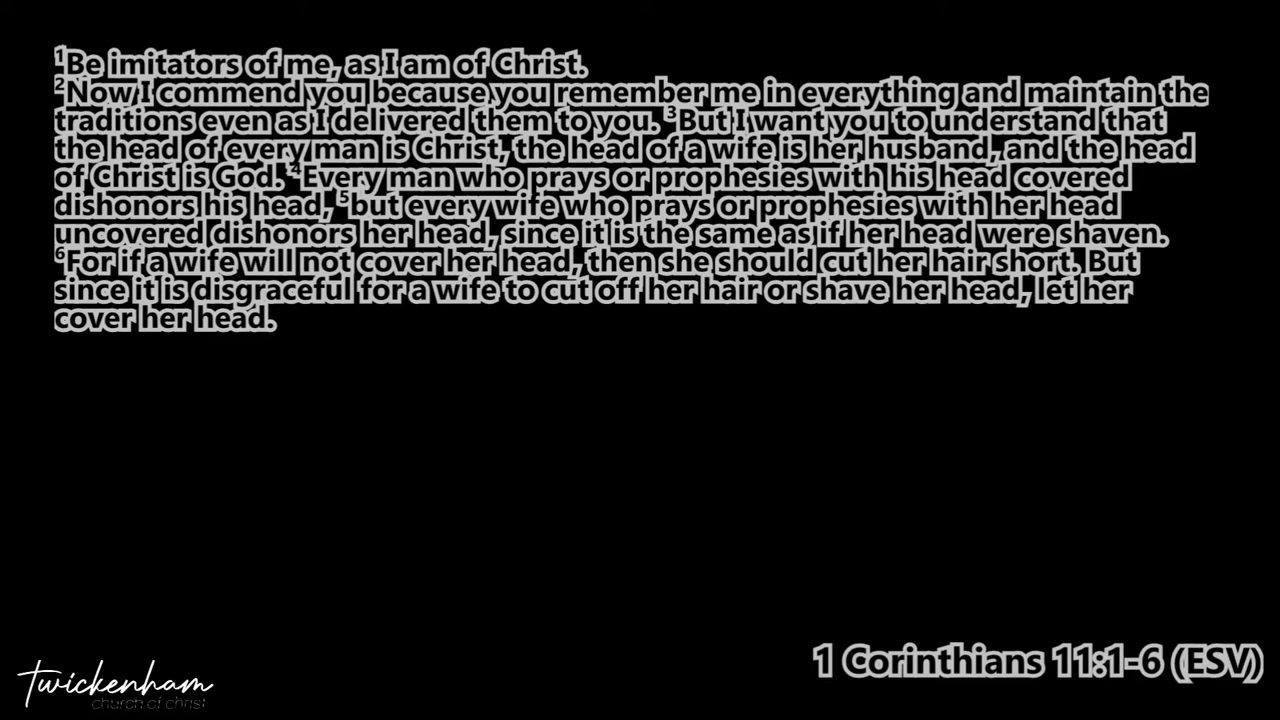 ¹Be imitators of me, as I am of Christ.
²Now I commend you because you remember me in everything and maintain the
traditions even as I delivered them to you. ³But I want you to understand that
the head of every man is Christ, the head of a wife is her husband, and the head
of Christ is God. ⁴Every man who prays or prophesies with his head covered
dishonors his head, ⁵but every wife who prays or prophesies with her head
uncovered dishonors her head, since it is the same as if her head were shaven.
⁶For if a wife will not cover her head, then she should cut her hair short. But
since it is disgraceful for a wife to cut off her hair or shave her head, let her
cover her head.
1 Corinthians 11:1-6 (ESV)
twickenham
church of christ